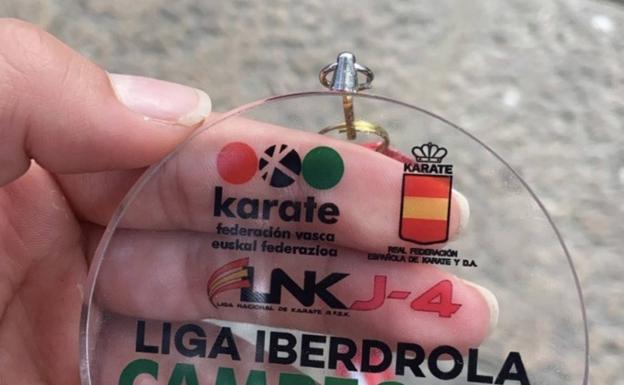 karate
federación vasca
euskal federazioa
KARATE
REAL FEDERACIÓN
ESPAÑOLA DE KARATE Y D.A.
LNK J-4
LIGA NACIONAL DE KARATE
LIGA IBERDROLA